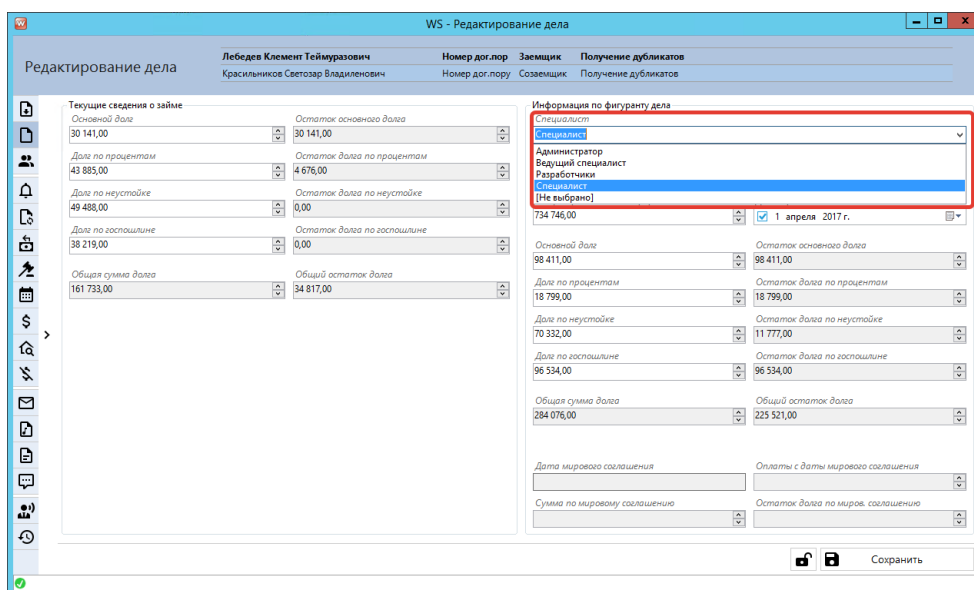 WS - Редактирование дела
Редактирование дела
Лебедев Клемент Теймуразович Номер дог.пор Заемщик Получение дубликатов
Красильников Светозар Владиленович Номер дог.пору Созаемщик Получение дубликатов
Текущие сведения о займе
Основной долг Остаток основного долга
30 141,00 30 141,00
Долг по процентам Остаток долга по процентам
43 885,00 4 676,00
Долг по неустойке Остаток долга по неустойке
49 488,00 0,00
Долг по госпошлине Остаток долга по госпошлине
38 219,00 0,00
Общая сумма долга Общий остаток долга
161 733,00 34 817,00
Информация по фигуранту дела
Специалист
Специалист
Администратор
Ведущий специалист
Разработчики
Специалист
[Не выбрано]
734 746,00 1 апреля 2017 г.
Основной долг Остаток основного долга
98 411,00 98 411,00
Долг по процентам Остаток долга по процентам
18 799,00 18 799,00
Долг по неустойке Остаток долга по неустойке
70 332,00 11 777,00
Долг по госпошлине Остаток долга по госпошлине
96 534,00 96 534,00
Общая сумма долга Общий остаток долга
284 076,00 225 521,00
Дата мирового соглашения Оплаты с даты мирового соглашения
Сумма по мировому соглашению Остаток долга по миров. соглашению
Сохранить